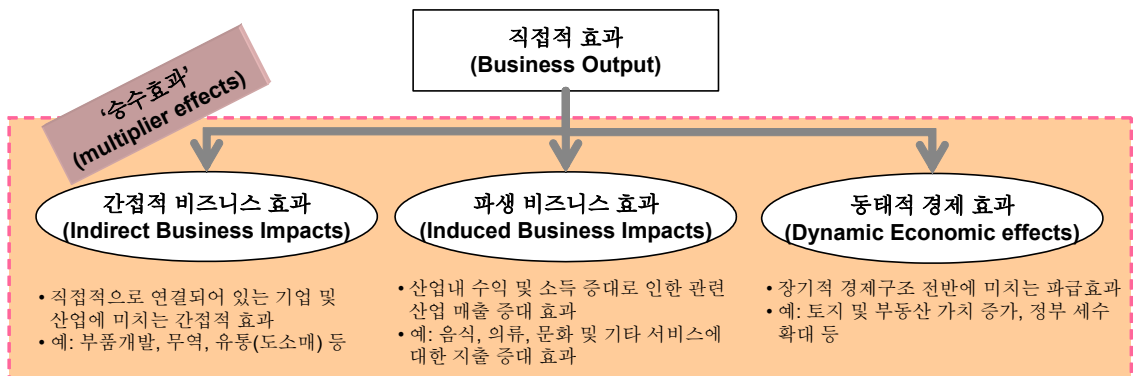 직접적 효과
(Business Output)
'승수효과'
(multiplier effects)
간접적 비즈니스 효과
(Indirect Business Impacts)
• 직접적으로 연결되어 있는 기업 및
산업에 미치는 간접적 효과
• 예: 부품개발, 무역, 유통(도소매) 등
파생 비즈니스 효과
(Induced Business Impacts)
• 산업내 수익 및 소득 증대로 인한 관련
산업 매출 증대 효과
• 예: 음식, 의류, 문화 및 기타 서비스에
대한 지출 증대 효과
동태적 경제 효과
(Dynamic Economic effects)
• 장기적 경제구조 전반에 미치는 파급효과
• 예: 토지 및 부동산 가치 증가, 정부 세수
확대 등